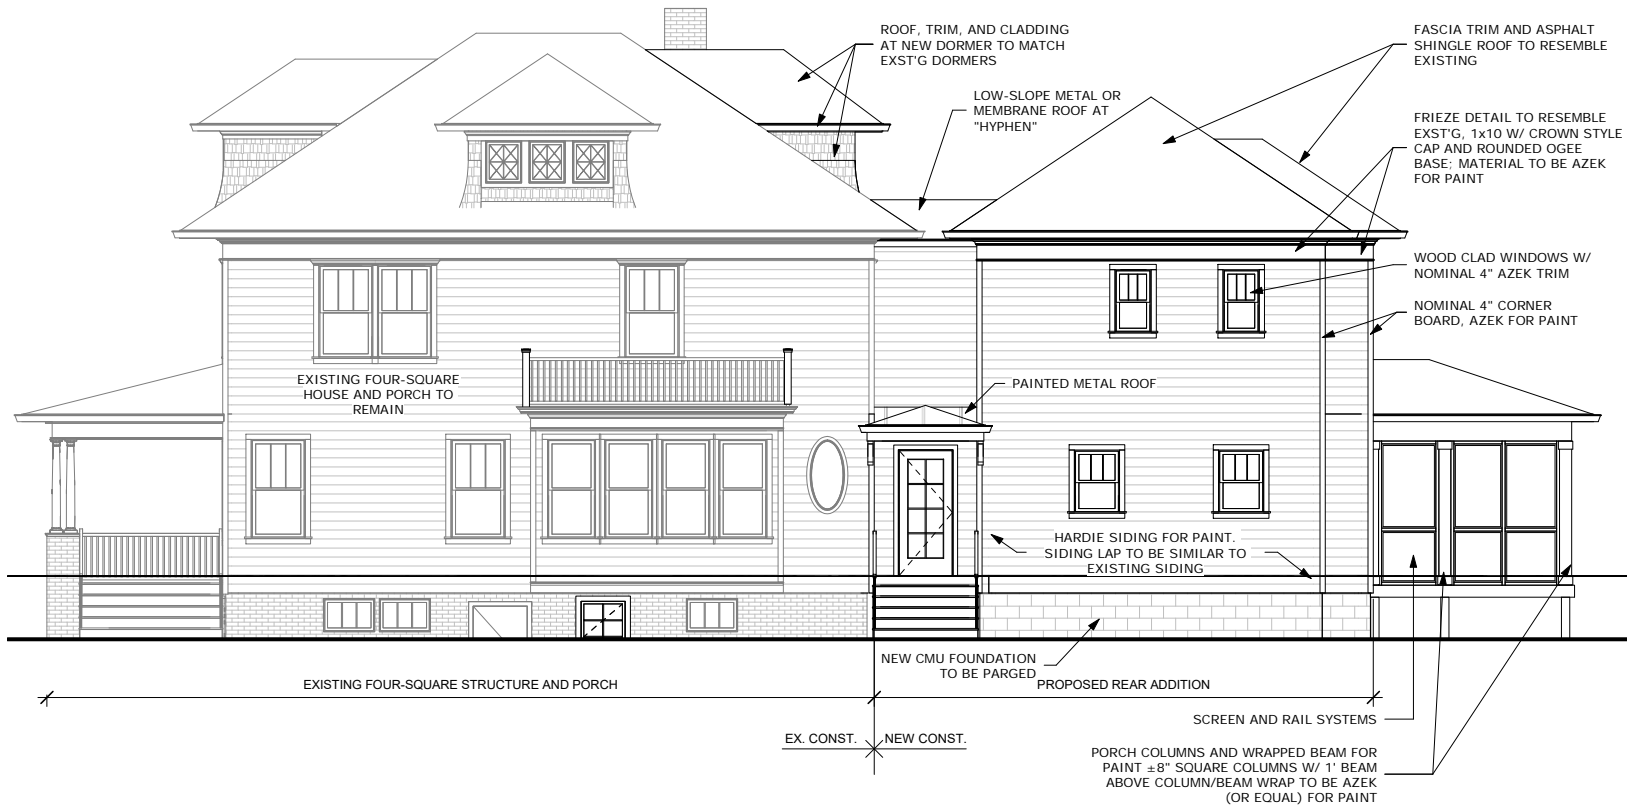 ROOF, TRIM, AND CLADDING
AT NEW DORMER TO MATCH
EXST'G DORMERS
FASCIA TRIM AND ASPHALT
SHINGLE ROOF TO RESEMBLE
EXISTING
LOW-SLOPE METAL OR
MEMBRANE ROOF AT
"HYPHEN"
FRIEZE DETAIL TO RESEMBLE
EXST'G, 1x10 W/ CROWN STYLE
CAP AND ROUNDED OGEE
BASE; MATERIAL TO BE AZEK
FOR PAINT
WOOD CLAD WINDOWS W/
NOMINAL 4" AZEK TRIM
NOMINAL 4" CORNER
BOARD, AZEK FOR PAINT
EXISTING FOUR-SQUARE
HOUSE AND PORCH TO
REMAIN
PAINTED METAL ROOF
HARDIE SIDING FOR PAINT.
SIDING LAP TO BE SIMILAR TO
EXISTING SIDING
NEW CMU FOUNDATION
TO BE PARGED
EXISTING FOUR-SQUARE STRUCTURE AND PORCH
PROPOSED REAR ADDITION
SCREEN AND RAIL SYSTEMS
EX. CONST.
NEW CONST.
PORCH COLUMNS AND WRAPPED BEAM FOR
PAINT ±8" SQUARE COLUMNS W/ 1' BEAM
ABOVE COLUMN/BEAM WRAP TO BE AZEK
(OR EQUAL) FOR PAINT